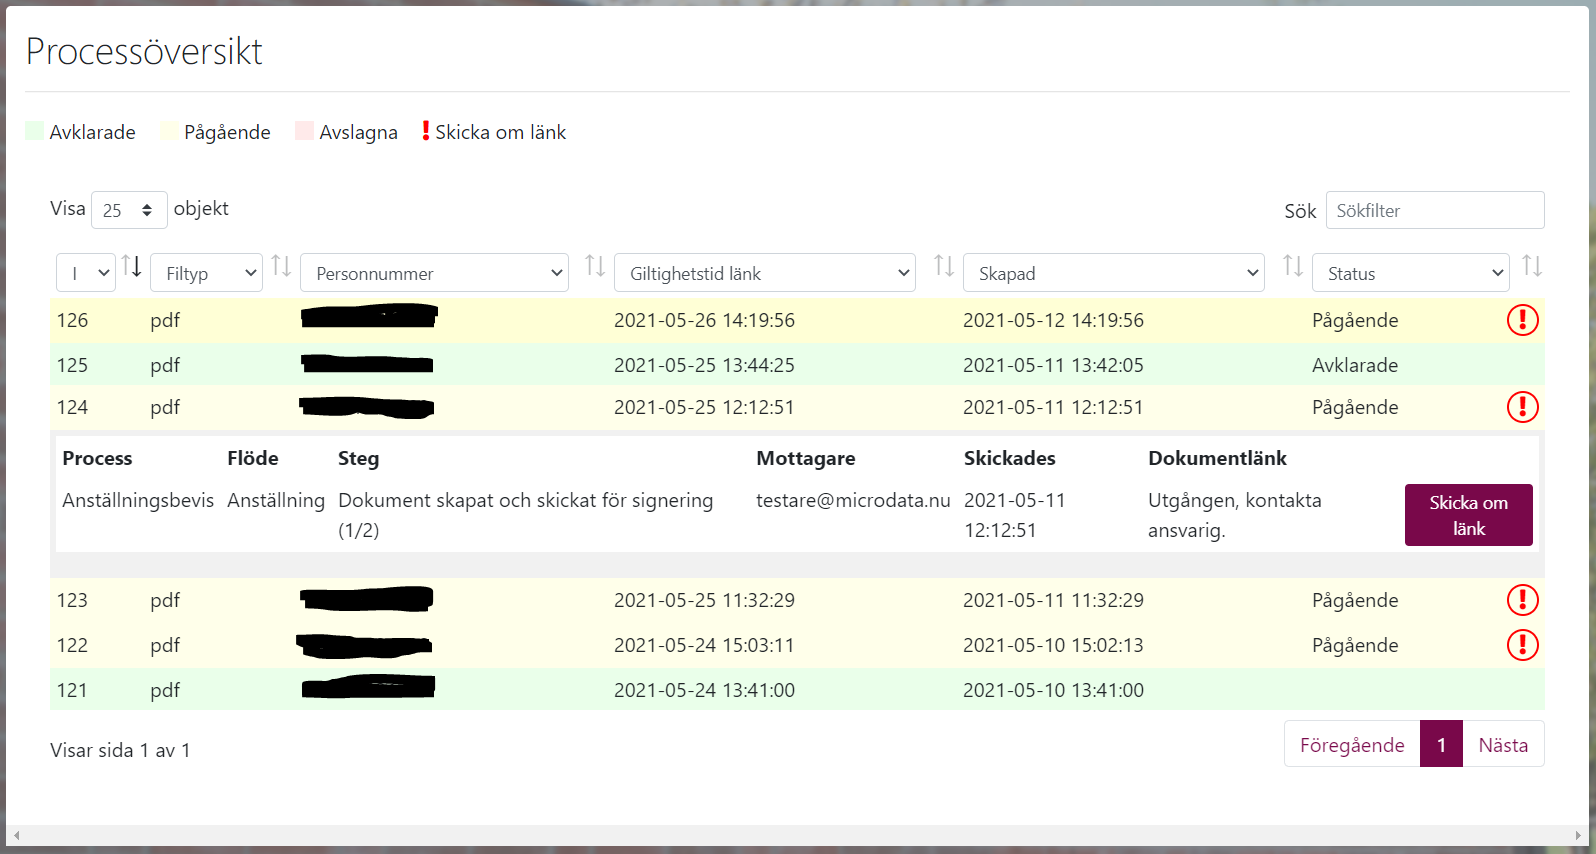 Processöversikt
Avklarade Pågående Avslagna Skicka om länk
Visa 25 objekt Sök Sökfilter
I Filtyp Personnummer Giltighetstid länk Skapad Status
126 pdf 2021-05-26 14:19:56 2021-05-12 14:19:56 Pågående
125 pdf 2021-05-25 13:44:25 2021-05-11 13:42:05 Avklarade
124 pdf 2021-05-25 12:12:51 2021-05-11 12:12:51 Pågående
Process Flöde Steg Mottagare Skickades Dokumentlänk
Anställningsbevis Anställning Dokument skapat och skickat för signering testare@microdata.nu 2021-05-11 Utgången, kontakta Skicka om
(1/2) 12:12:51 ansvarig. länk
123 pdf 2021-05-25 11:32:29 2021-05-11 11:32:29 Pågående
122 pdf 2021-05-24 15:03:11 2021-05-10 15:02:13 Pågående
121 pdf 2021-05-24 13:41:00 2021-05-10 13:41:00
Visar sida 1 av 1 Föregående 1 Nästa